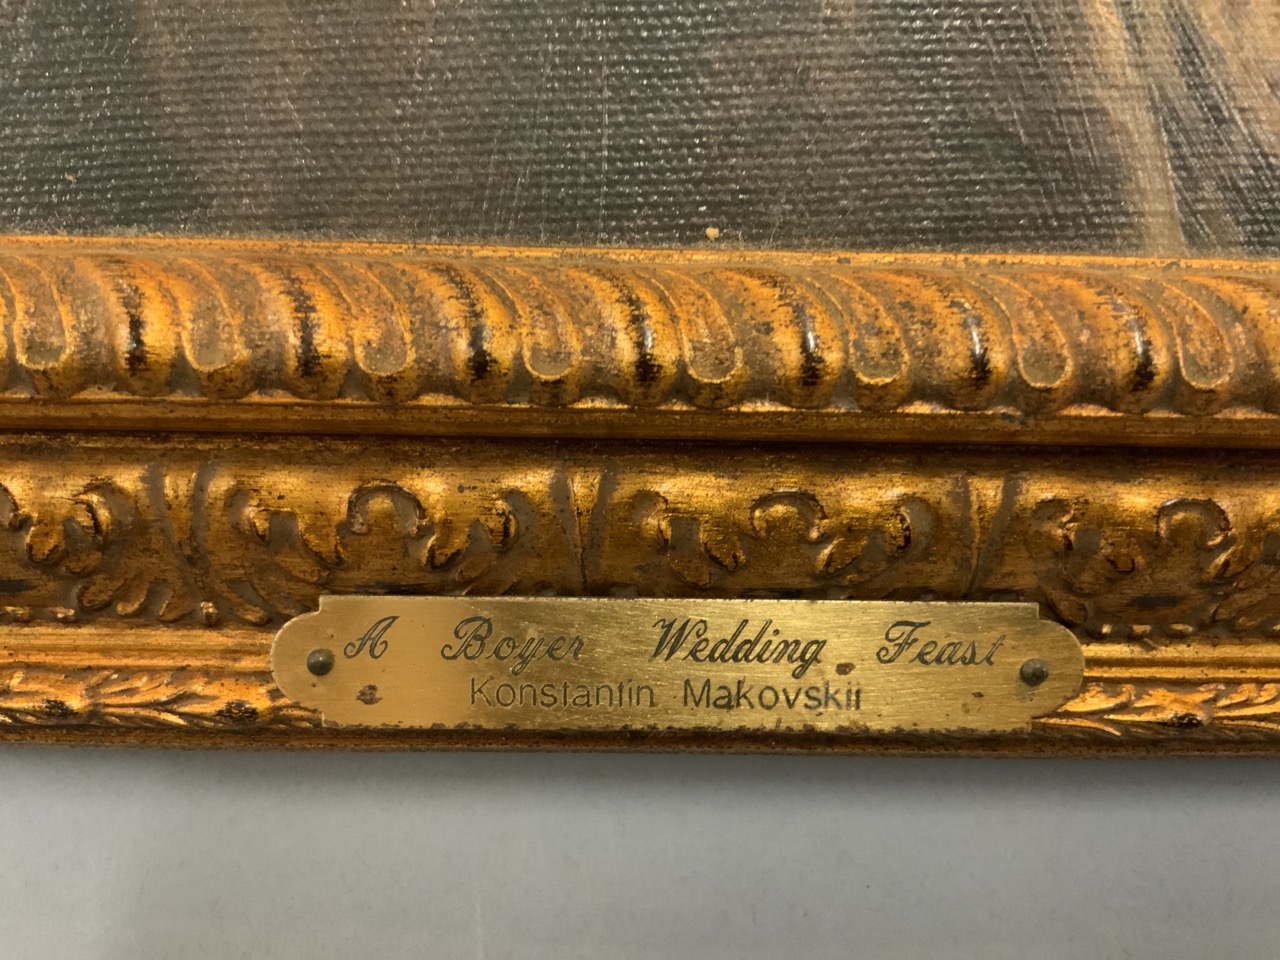 A Boyer Wedding Feast
Konstantin Makovskii